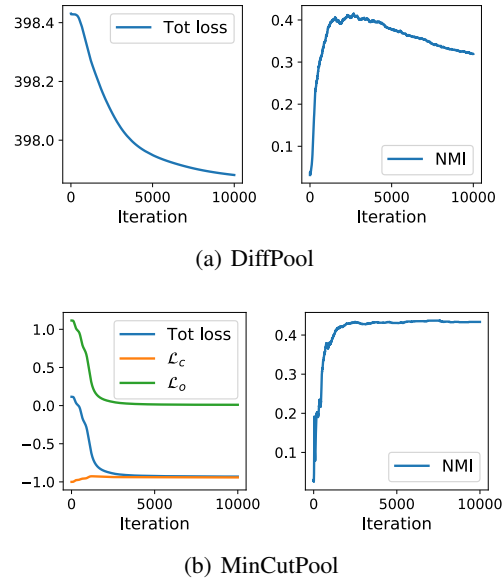 398.4
398.2
398.0
0 5000 10000
Iteration
Tot loss
0.4
0.3
0.2
0.1
0 5000 10000
Iteration
NMI
(a) DiffPool
1.0
0.5
0.0
−0.5
−1.0
0 5000 10000
Iteration
Tot loss
ℒc
ℒo
0.4
0.3
0.2
0.1
0 5000 10000
Iteration
NMI
(b) MinCutPool